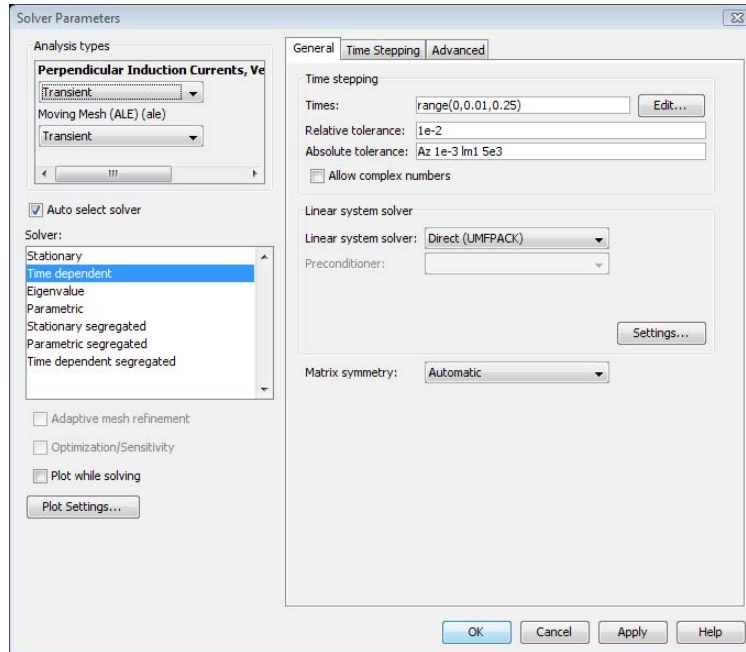 Solver Parameters
Analysis types
Perpendicular Induction Currents, Ve
Transient
Moving Mesh (ALE) (ale)
Transient
Auto select solver
Solver:
Stationary
Time dependent
Eigenvalue
Parametric
Stationary segregated
Parametric segregated
Time dependent segregated
Adaptive mesh refinement
Optimization/Sensitivity
Plot while solving
Plot Settings...
General Time Stepping Advanced
Time stepping
Times: range(0,0.01,0.25) Edit...
Relative tolerance: 1e-2
Absolute tolerance: Az 1e-3 lm1 5e3
Allow complex numbers
Linear system solver
Linear system solver: Direct (UMFPACK)
Preconditioner:
Settings...
Matrix symmetry: Automatic
OK Cancel Apply Help